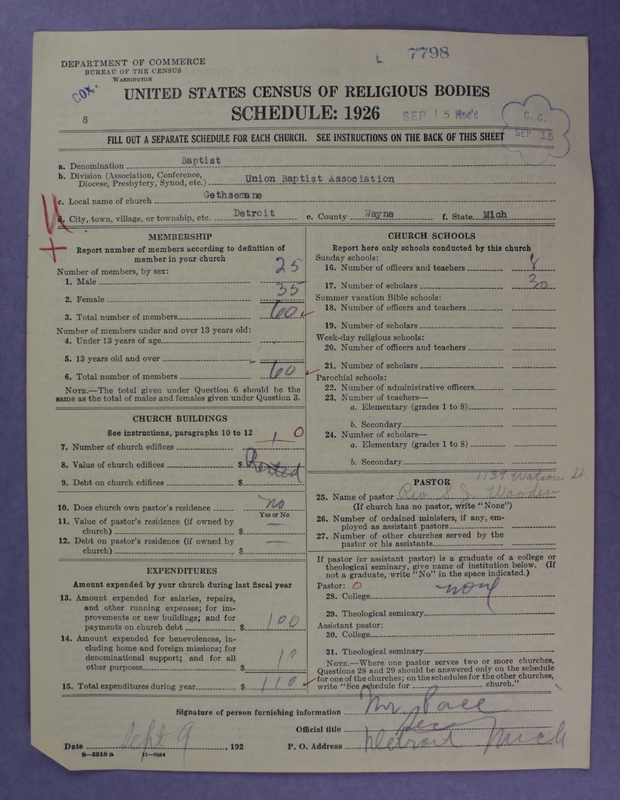 7798
DEPARTMENT OF COMMERCE
BUREAU OF THE CENSUS
WASHINGTON
COX.
UNITED STATES CENSUS OF RELIGIOUS BODIES
8
SCHEDULE: 1926
SEP 15 Rec'd
C. C.
SEP 15
FILL OUT A SEPARATE SCHEDULE FOR EACH CHURCH. SEE INSTRUCTIONS ON THE BACK OF THIS SHEET
a. Denomination Baptist
b. Division (Association, Conference, Diocese, Presbytery, Synod, etc.) Union Baptist Association
c. Local name of church Gethsemane
d. City, town, village, or township, etc. Detroit e. County Wayne f. State Mich
MEMBERSHIP
Report number of members according to definition of
member in your church
Number of members, by sex:
1. Male 25
2. Female 35
3. Total number of members 60
Number of members under and over 13 years old:
4. Under 13 years of age
5. 13 years old and over
6. Total number of members 60
NOTE.—The total given under Question 6 should be the
same as the total of males and females given under Question 3.
CHURCH BUILDINGS
See instructions, paragraphs 10 to 12
7. Number of church edifices 1 0
8. Value of church edifices $ Rented
9. Debt on church edifices $
10. Does church own pastor's residence no
Yes or No
11. Value of pastor's residence (if owned by
church) $ —
12. Debt on pastor's residence (if owned by
church) $ —
EXPENDITURES
Amount expended by your church during last fiscal year
13. Amount expended for salaries, repairs,
and other running expenses; for im-
provements or new buildings; and for
payments on church debt $ 100
14. Amount expended for benevolences, in-
cluding home and foreign missions; for
denominational support; and for all
other purposes $ 10
15. Total expenditures during year $ 110
CHURCH SCHOOLS
Report here only schools conducted by this church
Sunday schools:
16. Number of officers and teachers 8
17. Number of scholars 30
Summer vacation Bible schools:
18. Number of officers and teachers
19. Number of scholars
Week-day religious schools:
20. Number of officers and teachers
21. Number of scholars
Parochial schools:
22. Number of administrative officers
23. Number of teachers—
a. Elementary (grades 1 to 8)
b. Secondary
24. Number of scholars—
a. Elementary (grades 1 to 8)
b. Secondary
PASTOR
1139 Watson St
25. Name of pastor Rev S. J. Wooden
(If church has no pastor, write "None")
26. Number of ordained ministers, if any, em-
ployed as assistant pastors
27. Number of other churches served by the
pastor or his assistants
If pastor (or assistant pastor) is a graduate of a college or
theological seminary, give name of institution below. (If
not a graduate, write "No" in the space indicated.)
Pastor: 0
28. College none
29. Theological seminary
Assistant pastor:
30. College
31. Theological seminary
NOTE.—Where one pastor serves two or more churches,
Questions 28 and 29 should be answered only on the schedule
for one of the churches; on the schedules for the other churches,
write "See schedule for church."
Signature of person furnishing information Mr Pace
Official title Sec
Date Sept 9, 192 P. O. Address Detroit Mich
8—5518 a